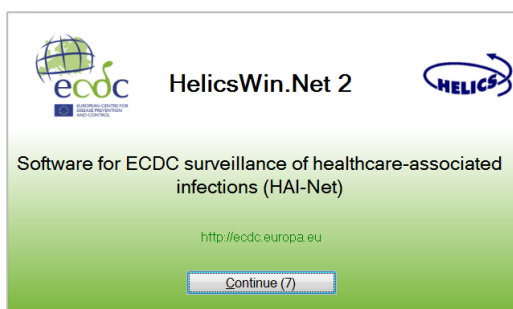 ecdc
EUROPEAN CENTRE FOR
DISEASE PREVENTION
AND CONTROL
HelicsWin.Net 2
HELICS
Software for ECDC surveillance of healthcare-associated
infections (HAI-Net)
http://ecdc.europa.eu
Continue (7)